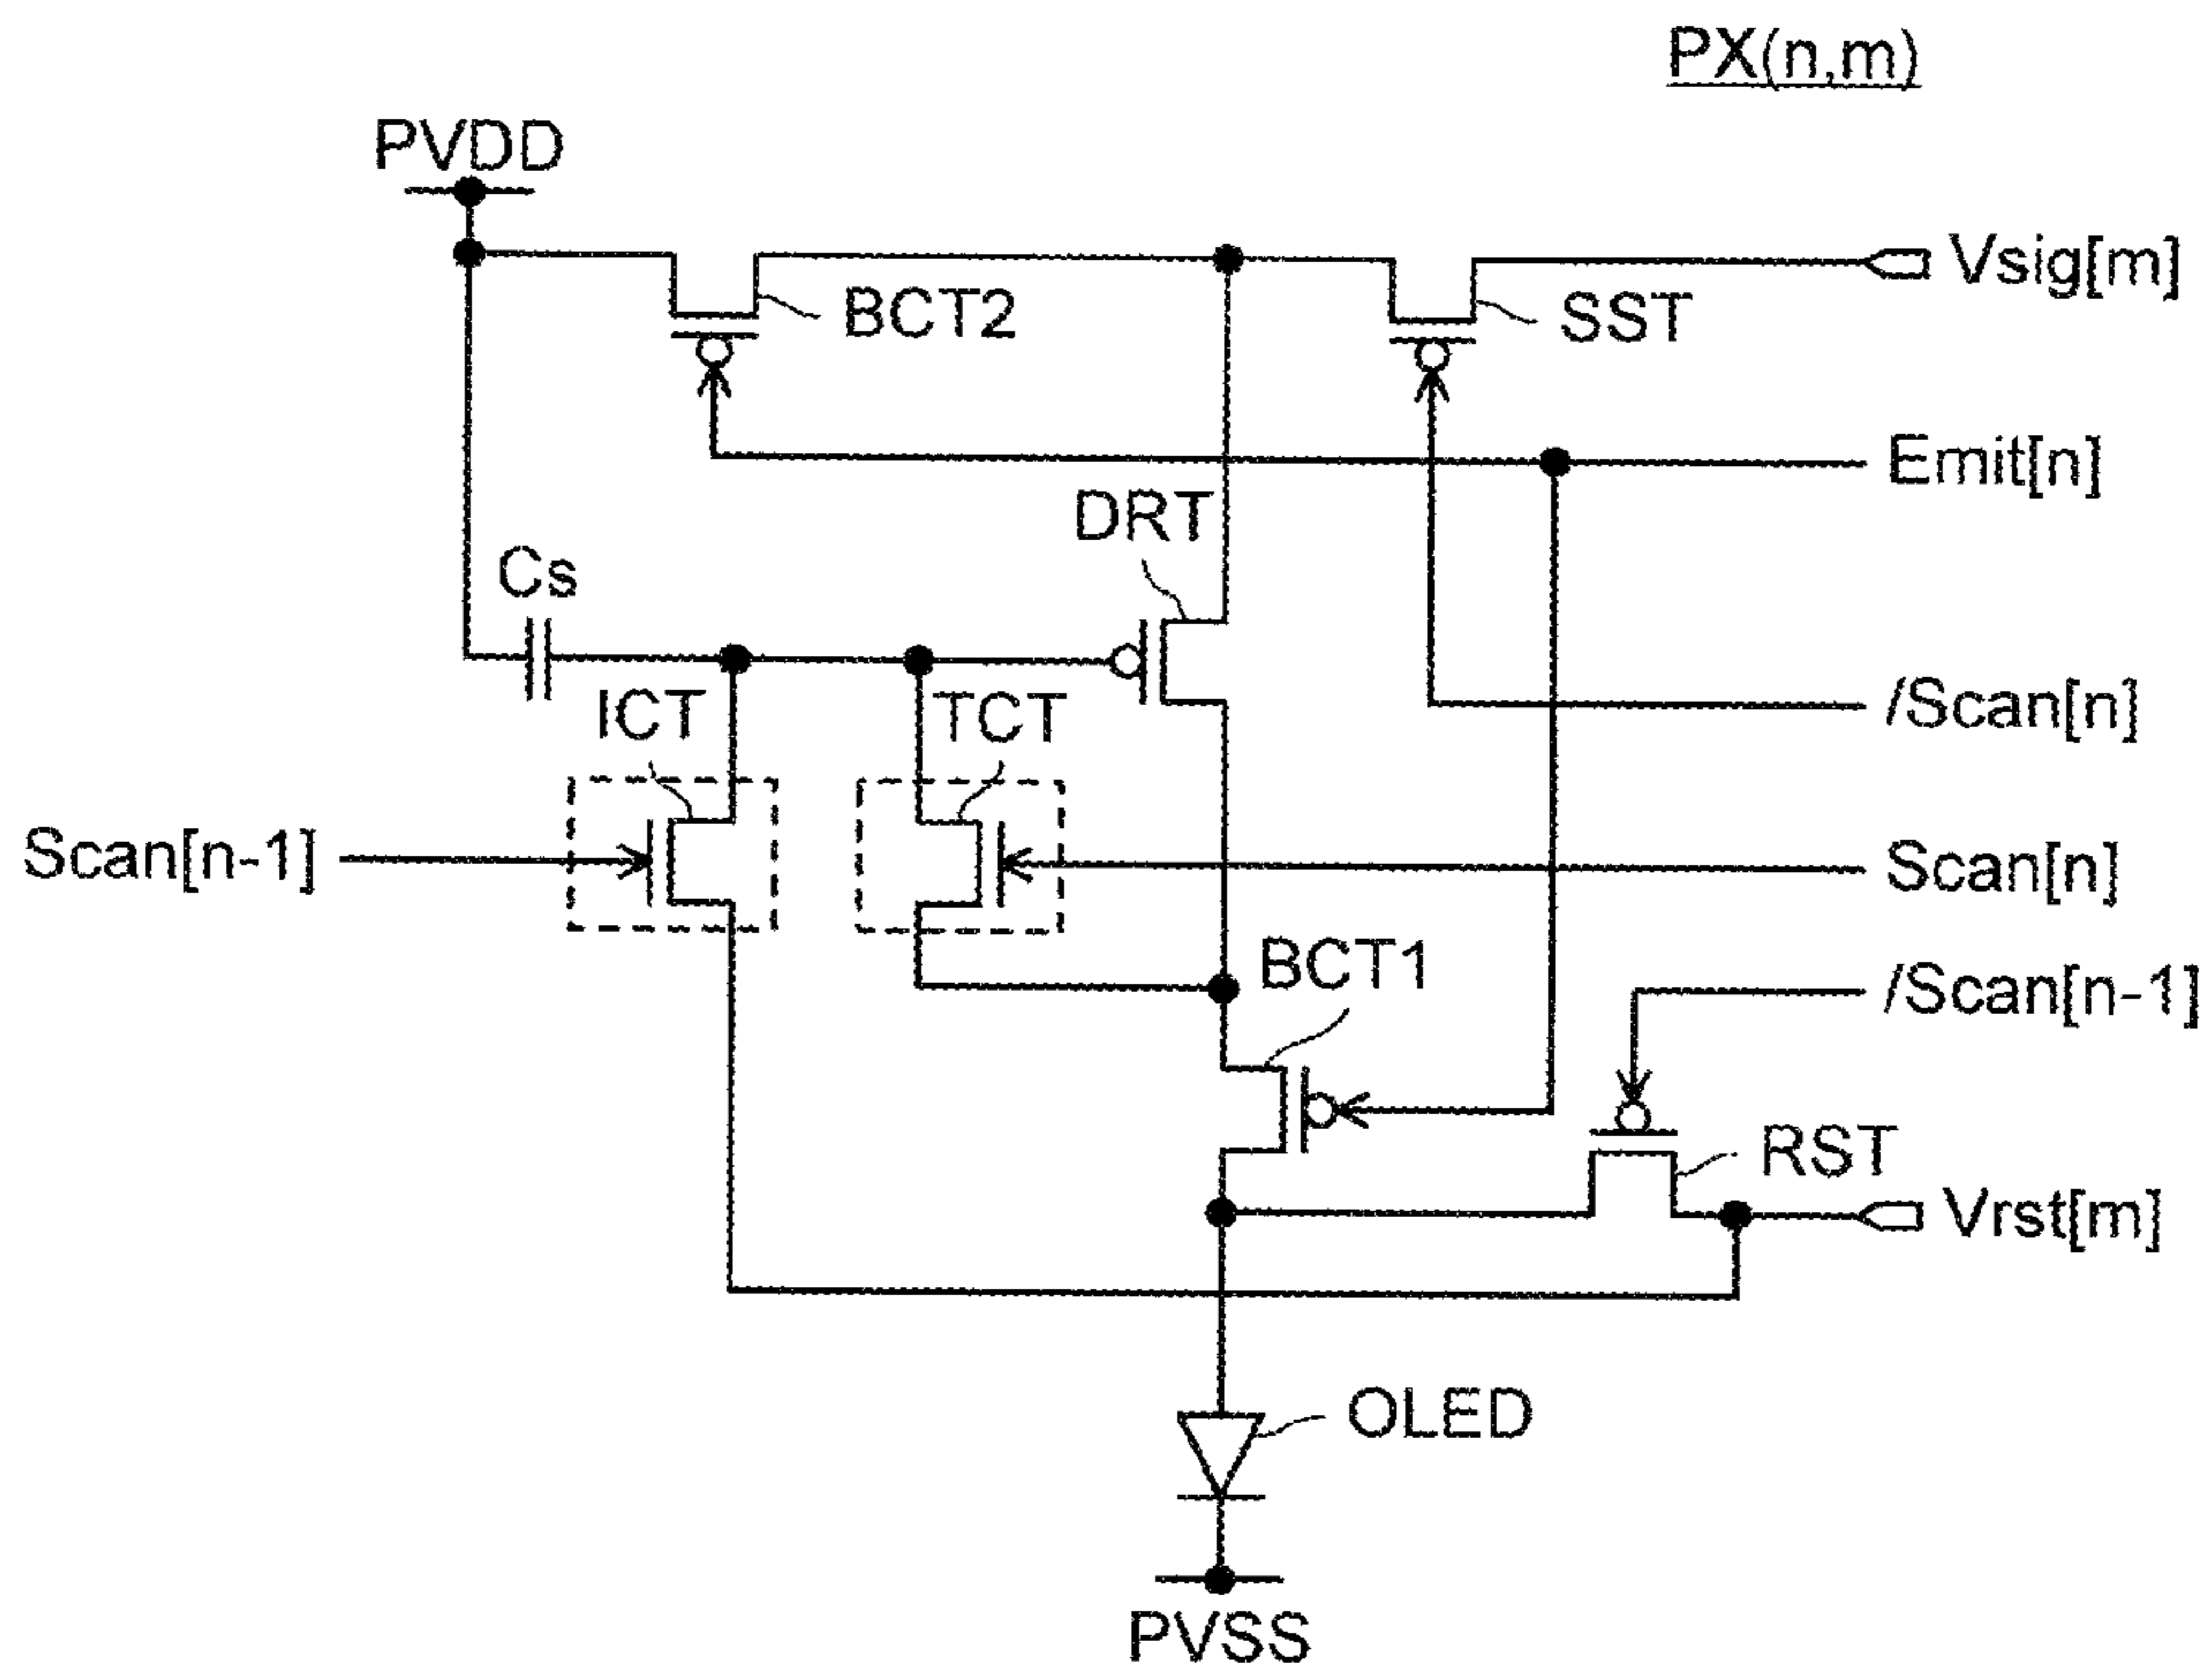 PX(n,m)
PVDD
Vsig[m]
BCT2
SST
Emit[n]
DRT
Cs
ICT
TCT
/Scan[n]
Scan[n-1]
Scan[n]
BCT1
/Scan[n-1]
RST
Vrst[m]
OLED
PVSS